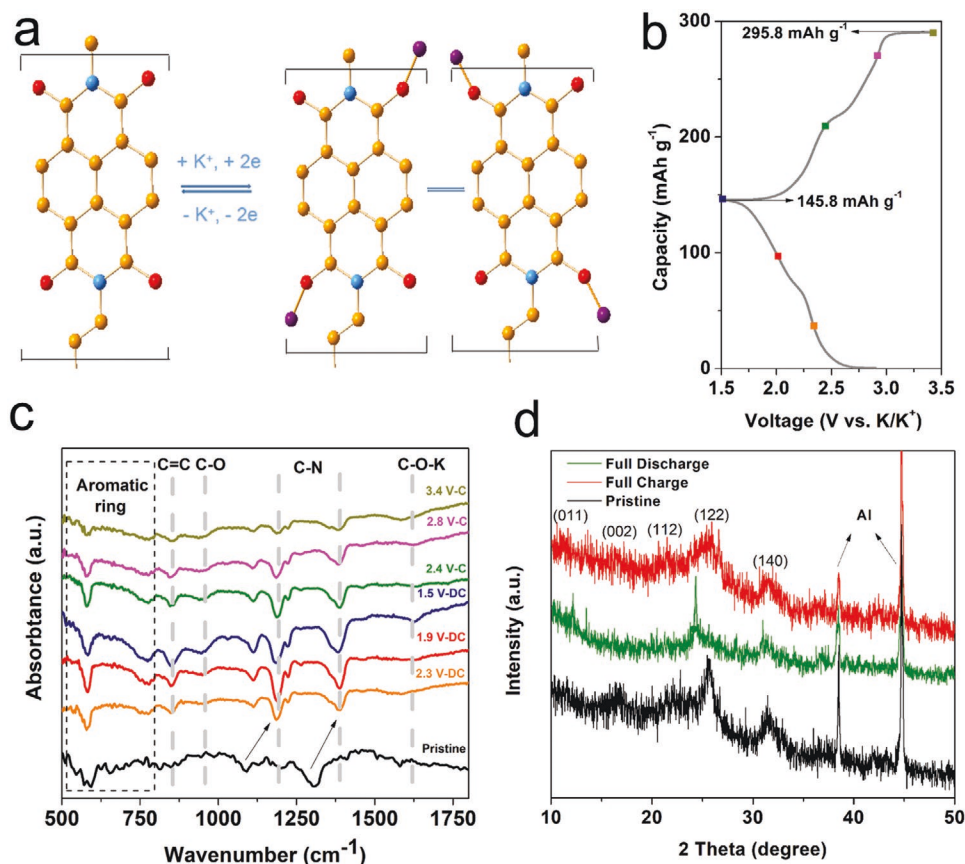 a
+ K⁺, + 2e
- K⁺, - 2e
b
300
200
100
0
Capacity (mAh g⁻¹)
295.8 mAh g⁻¹
145.8 mAh g⁻¹
1.5 2.0 2.5 3.0 3.5
Voltage (V vs. K/K⁺)
c
C=C C-O C-N C-O-K
Aromatic
ring
3.4 V-C
2.8 V-C
2.4 V-C
1.5 V-DC
1.9 V-DC
2.3 V-DC
Pristine
Absorbtance (a.u.)
500 750 1000 1250 1500 1750
Wavenumber (cm⁻¹)
d
Full Discharge
Full Charge
Pristine
(011)
(002)
(112)
(122)
(140)
Al
Intensity (a.u.)
10 20 30 40 50
2 Theta (degree)